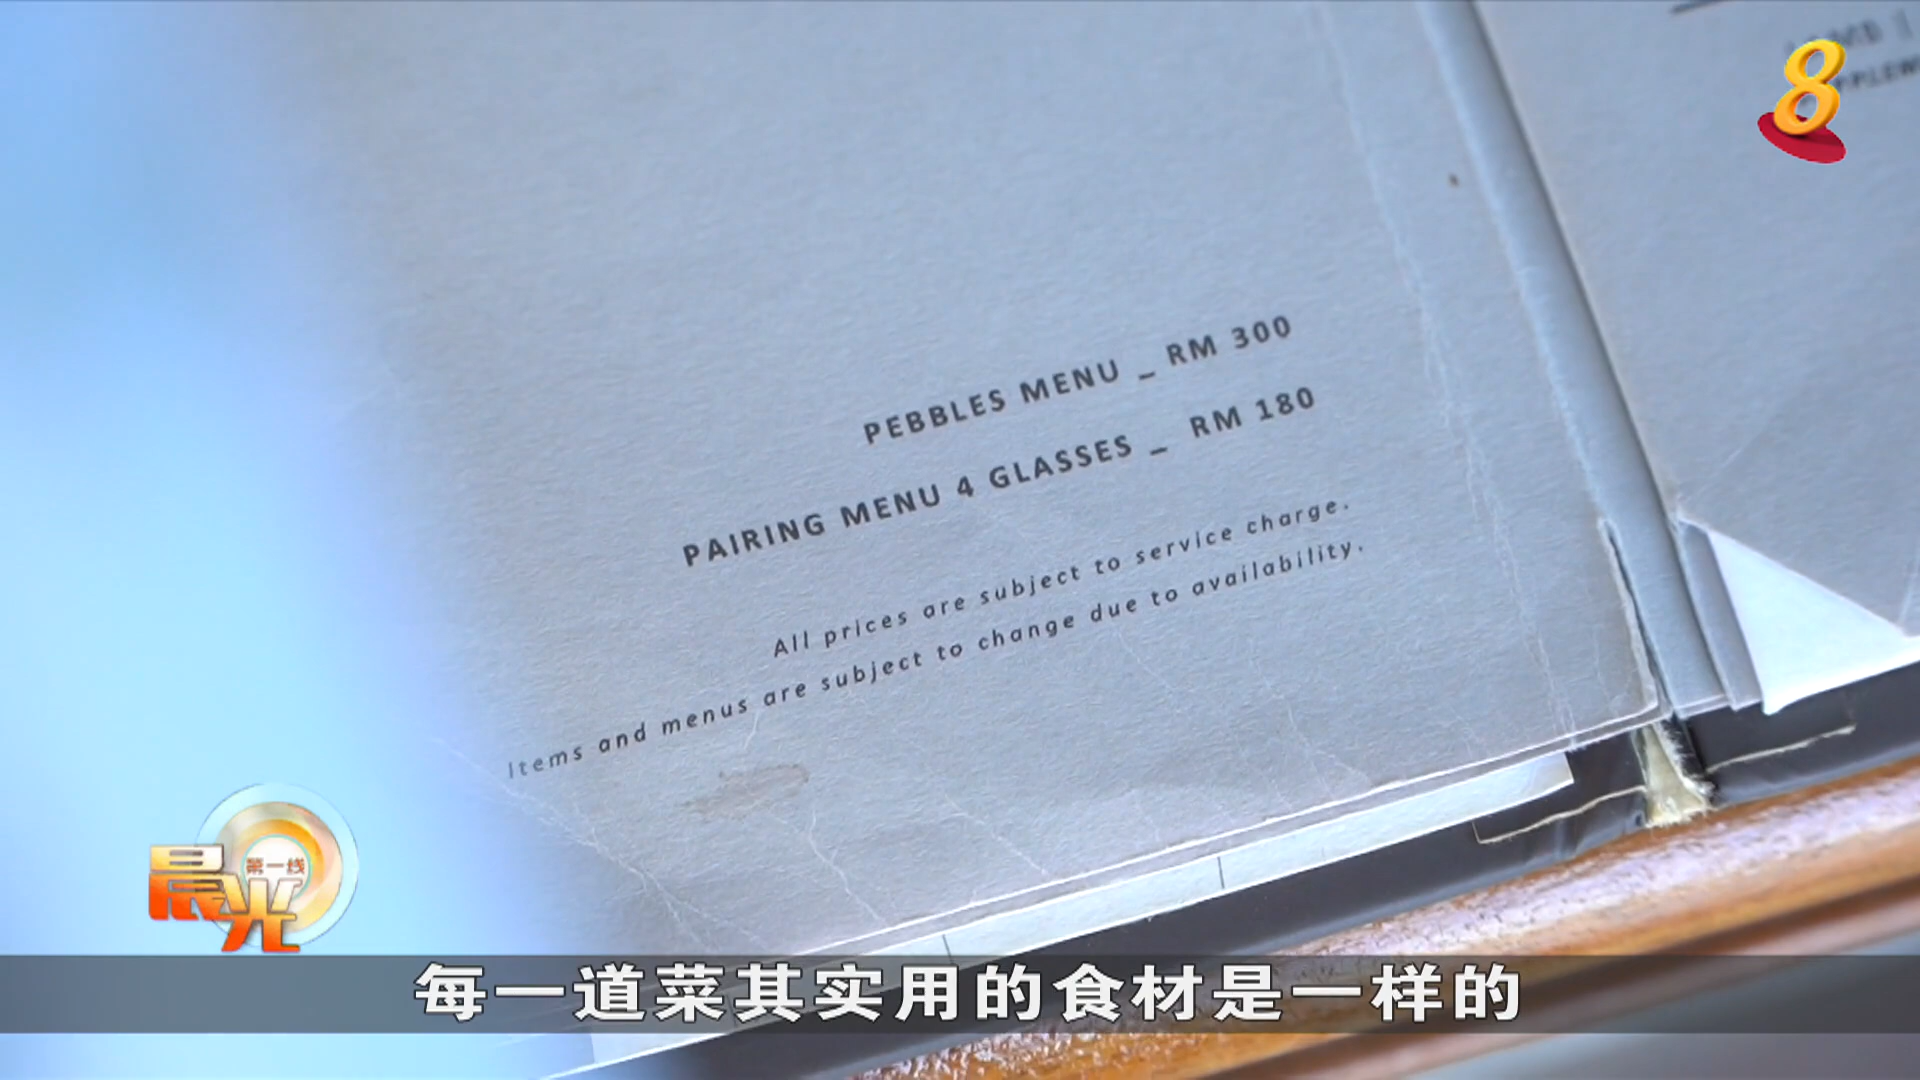 8
PEBBLES MENU _ RM 300
PAIRING MENU 4 GLASSES _ RM 180
All prices are subject to service charge.
Items and menus are subject to change due to availability.
晨光
第一线
每一道菜其实用的食材是一样的